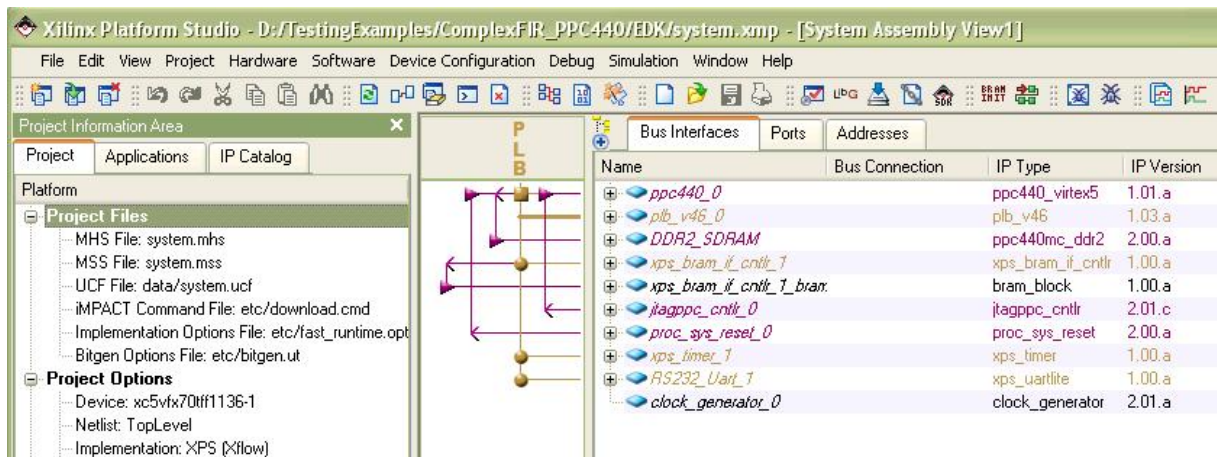 Xilinx Platform Studio - D:/TestingExamples/ComplexFIR_PPC440/EDK/system.xmp - [System Assembly View1]
File Edit View Project Hardware Software Device Configuration Debug Simulation Window Help
Project Information Area
Project Applications IP Catalog
Platform
Project Files
MHS File: system.mhs
MSS File: system.mss
UCF File: data/system.ucf
iMPACT Command File: etc/download.cmd
Implementation Options File: etc/fast_runtime.opt
Bitgen Options File: etc/bitgen.ut
Project Options
Device: xc5vfx70tff1136-1
Netlist: TopLevel
Implementation: XPS (Xflow)
P
L
B
Bus Interfaces Ports Addresses
Name Bus Connection IP Type IP Version
ppc440_0 ppc440_virtex5 1.01.a
plb_v46_0 plb_v46 1.03.a
DDR2_SDRAM ppc440mc_ddr2 2.00.a
xps_bram_if_cntlr_1 xps_bram_if_cntlr 1.00.a
xps_bram_if_cntlr_1_bram bram_block 1.00.a
jtagppc_cntlr_0 jtagppc_cntlr 2.01.c
proc_sys_reset_0 proc_sys_reset 2.00.a
xps_timer_1 xps_timer 1.00.a
RS232_Uart_1 xps_uartlite 1.00.a
clock_generator_0 clock_generator 2.01.a